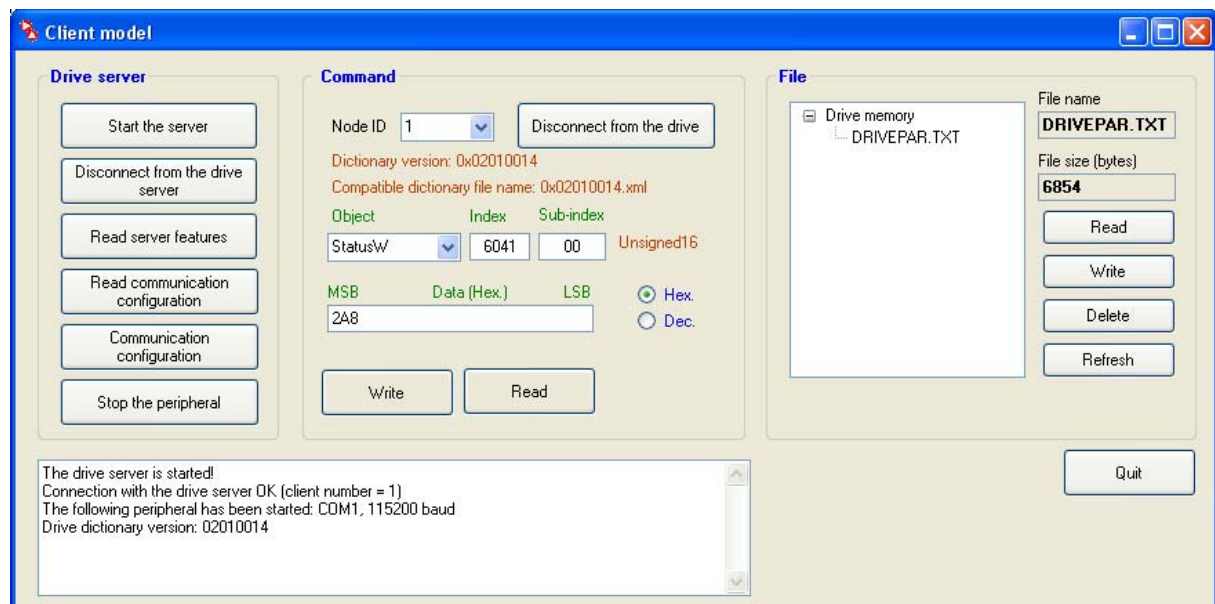 Client model
Drive server
Start the server
Disconnect from the drive
server
Read server features
Read communication
configuration
Communication
configuration
Stop the peripheral
Command
Node ID 1 Disconnect from the drive
Dictionary version: 0x02010014
Compatible dictionary file name: 0x02010014.xml
Object Index Sub-index
StatusW 6041 00 Unsigned16
MSB Data (Hex.) LSB Hex.
2A8 Dec.
Write Read
File
Drive memory
DRIVEPAR.TXT
File name
DRIVEPAR.TXT
File size (bytes)
6854
Read
Write
Delete
Refresh
The drive server is started!
Connection with the drive server OK (client number = 1)
The following peripheral has been started: COM1, 115200 baud
Drive dictionary version: 02010014
Quit